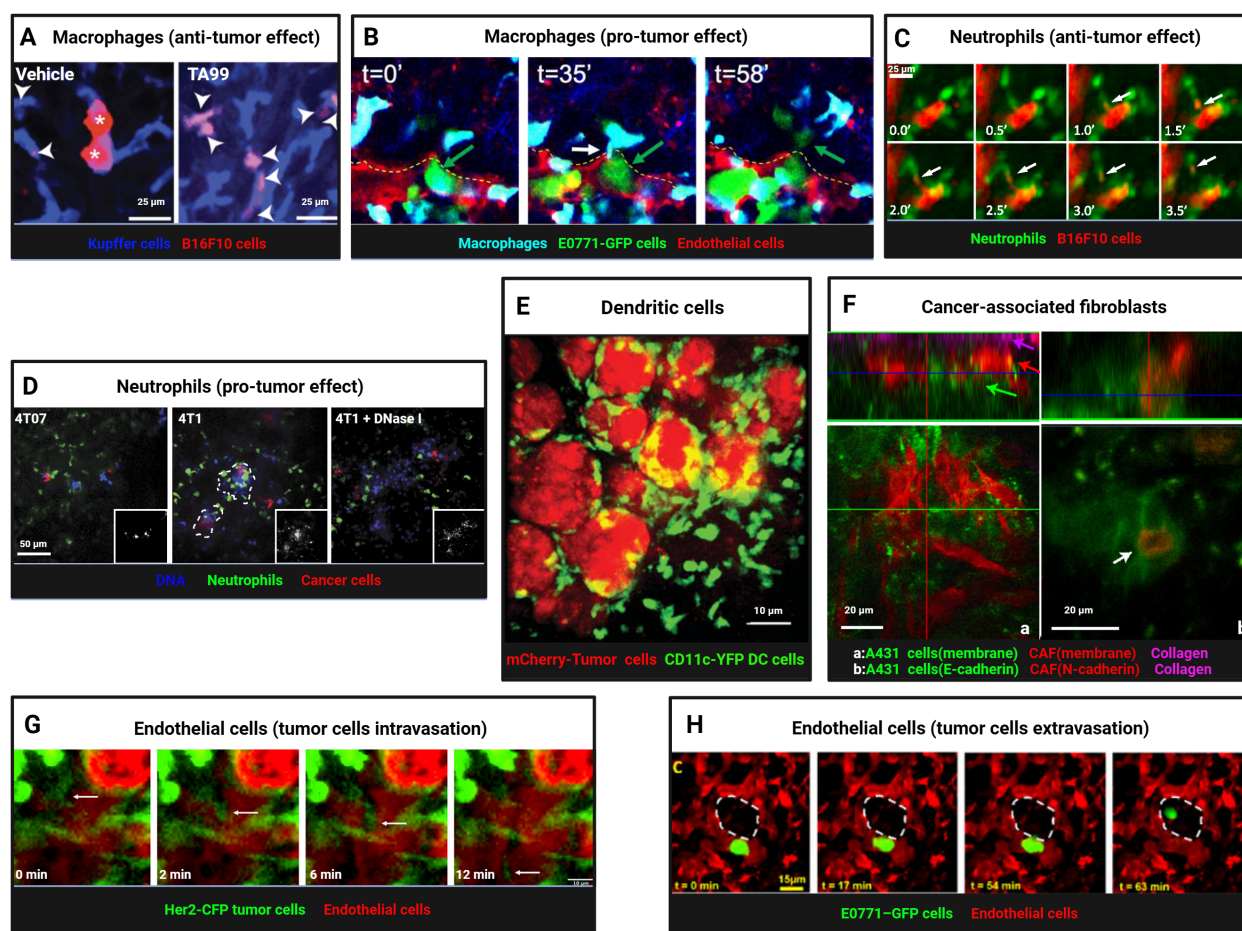 A Macrophages (anti-tumor effect)
Vehicle
TA99
*
*
25 µm
25 µm
Kupffer cells B16F10 cells
B Macrophages (pro-tumor effect)
t=0’
t=35’
t=58’
Macrophages E0771-GFP cells Endothelial cells
C Neutrophils (anti-tumor effect)
25 µm
0.0’
0.5’
1.0’
1.5’
2.0’
2.5’
3.0’
3.5’
Neutrophils B16F10 cells
D Neutrophils (pro-tumor effect)
4T07
4T1
4T1 + DNase I
50 µm
DNA Neutrophils Cancer cells
E Dendritic cells
10 µm
mCherry-Tumor cells CD11c-YFP DC cells
F Cancer-associated fibroblasts
20 µm
a
20 µm
b
a:A431 cells(membrane) CAF(membrane) Collagen
b:A431 cells(E-cadherin) CAF(N-cadherin) Collagen
G Endothelial cells (tumor cells intravasation)
0 min
2 min
6 min
12 min
Her2-CFP tumor cells Endothelial cells
H Endothelial cells (tumor cells extravasation)
C
t = 0 min
15µm
t = 17 min
t = 54 min
t = 63 min
E0771–GFP cells Endothelial cells